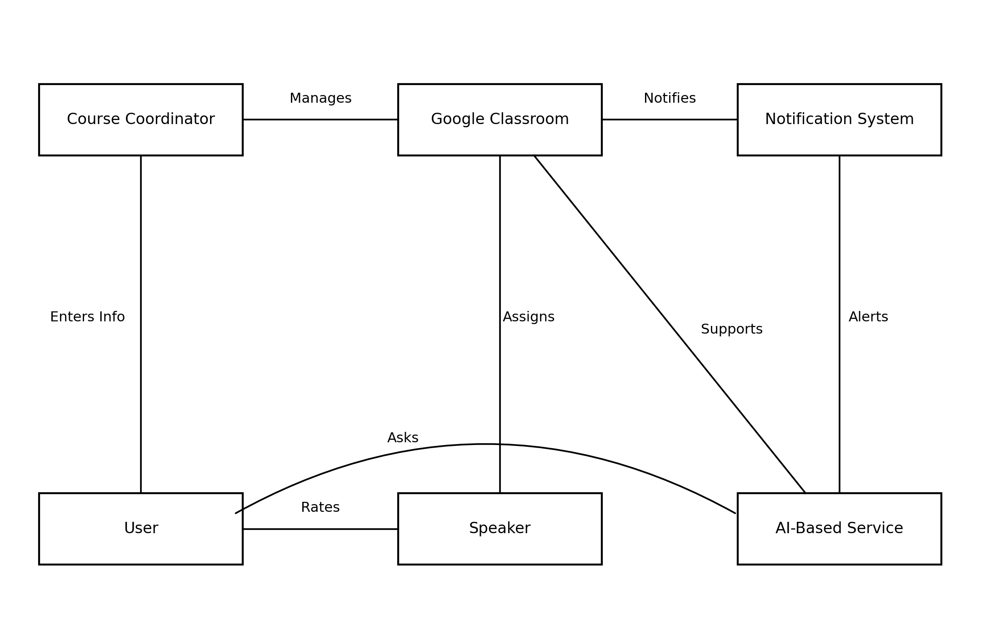 Course Coordinator
Manages
Google Classroom
Notifies
Notification System
Enters Info
Assigns
Supports
Alerts
Asks
User
Rates
Speaker
AI-Based Service